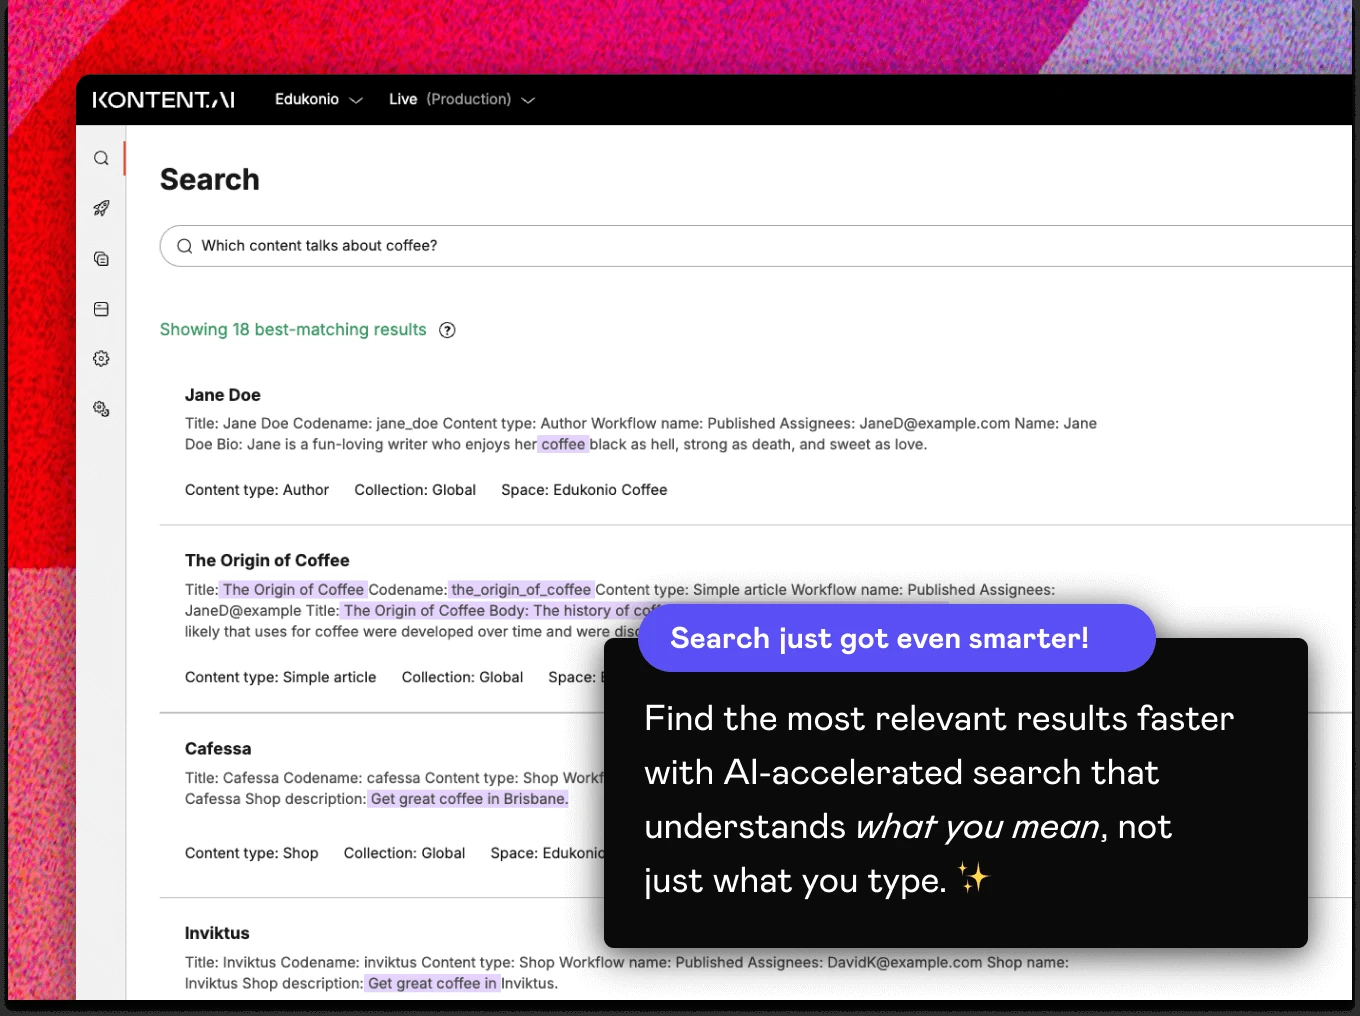 KONTENT.AI Edukonio Live (Production)
Search
Which content talks about coffee?
Showing 18 best-matching results ?
Jane Doe
Title: Jane Doe Codename: jane_doe Content type: Author Workflow name: Published Assignees: JaneD@example.com Name: Jane
Doe Bio: Jane is a fun-loving writer who enjoys her coffee black as hell, strong as death, and sweet as love.
Content type: Author Collection: Global Space: Edukonio Coffee
The Origin of Coffee
Title: The Origin of Coffee Codename: the_origin_of_coffee Content type: Simple article Workflow name: Published Assignees:
JaneD@example Title: The Origin of Coffee Body: The history of
likely that uses for coffee were developed over time and were
Content type: Simple article Collection: Global Space:
Cafessa
Title: Cafessa Codename: cafessa Content type: Shop
Cafessa Shop description: Get great coffee in Brisbane.
Content type: Shop Collection: Global Space: Edukonio
Inviktus
Title: Inviktus Codename: inviktus Content type: Shop Workflow name: Published Assignees: DavidK@example.com Shop name:
Inviktus Shop description: Get great coffee in Inviktus.
Search just got even smarter!
Find the most relevant results faster
with AI-accelerated search that
understands what you mean, not
just what you type. ✨